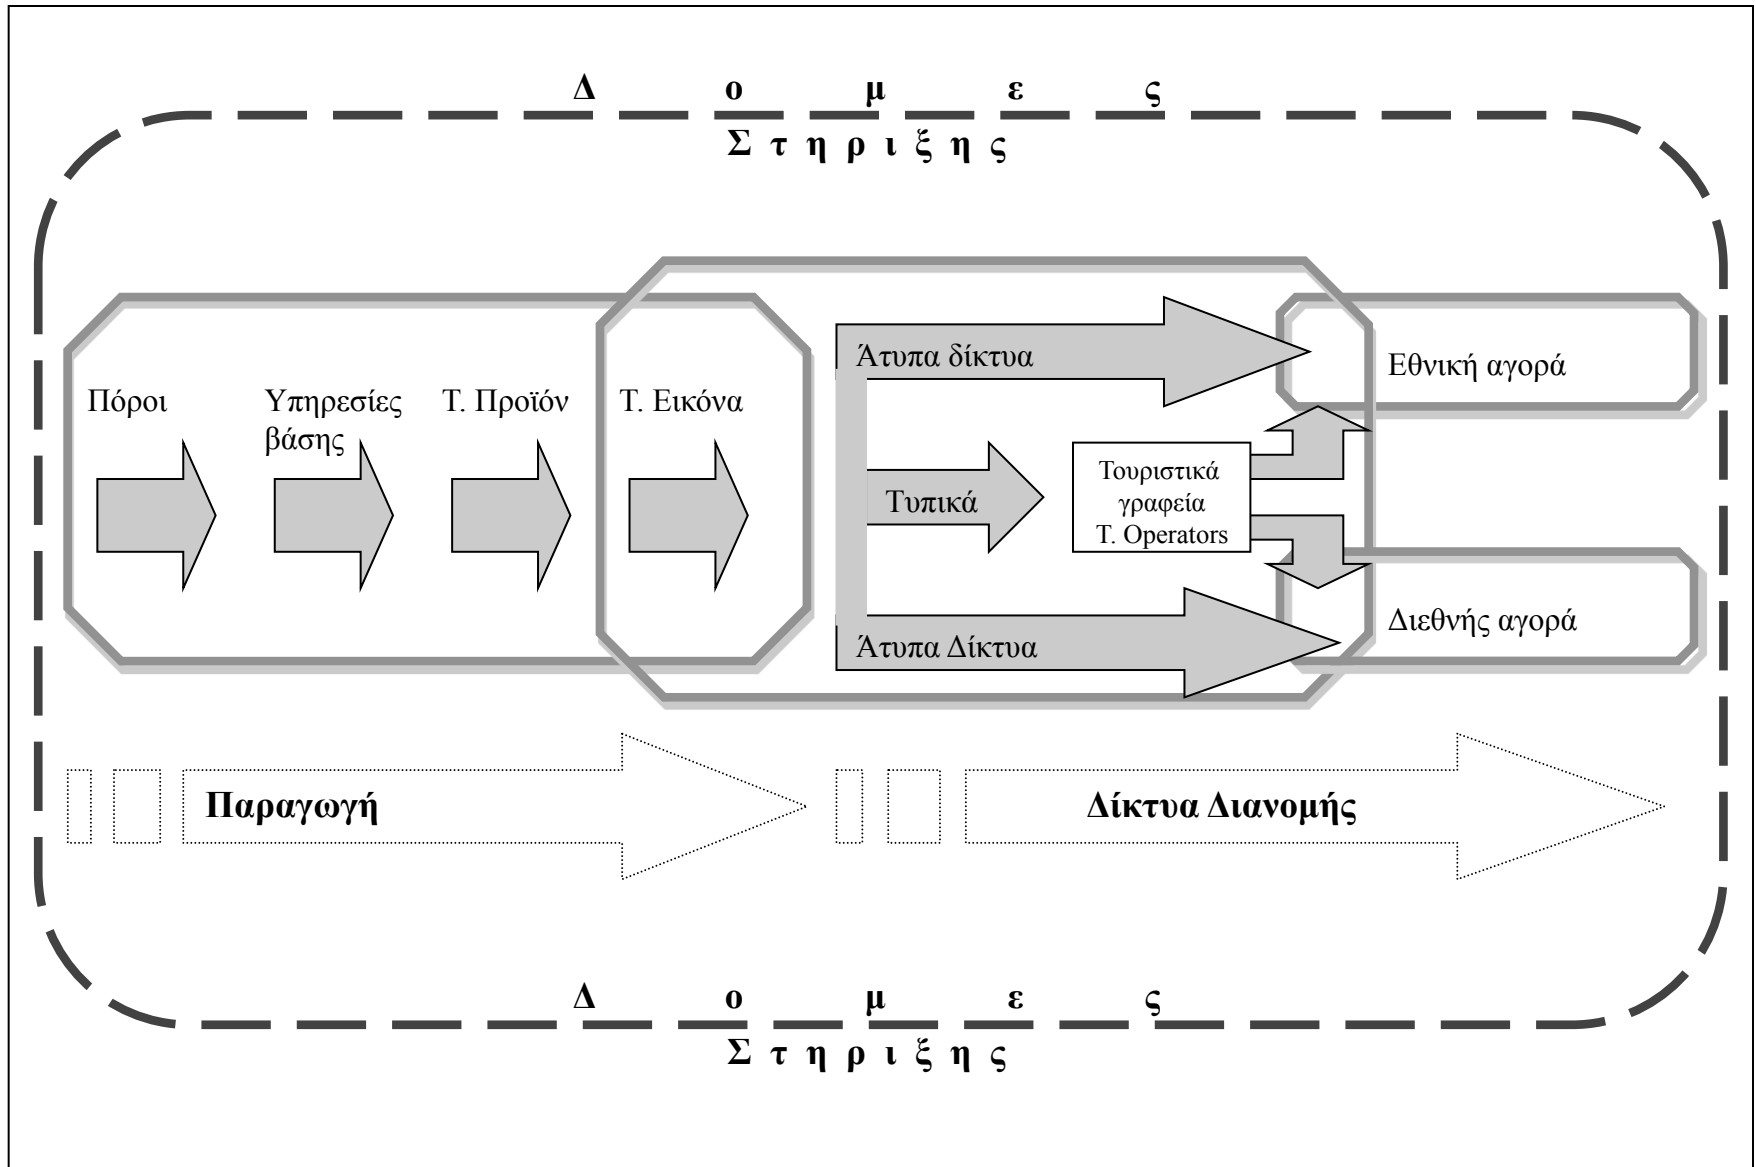 Δ ο μ ε ς
Σ τ η ρ ι ξ η ς
Πόροι
Υπηρεσίες
βάσης
Τ. Προϊόν
Τ. Εικόνα
Άτυπα δίκτυα
Τυπικά
Άτυπα Δίκτυα
Τουριστικά
γραφεία
T. Operators
Εθνική αγορά
Διεθνής αγορά
Παραγωγή
Δίκτυα Διανομής
Δ ο μ ε ς
Σ τ η ρ ι ξ η ς